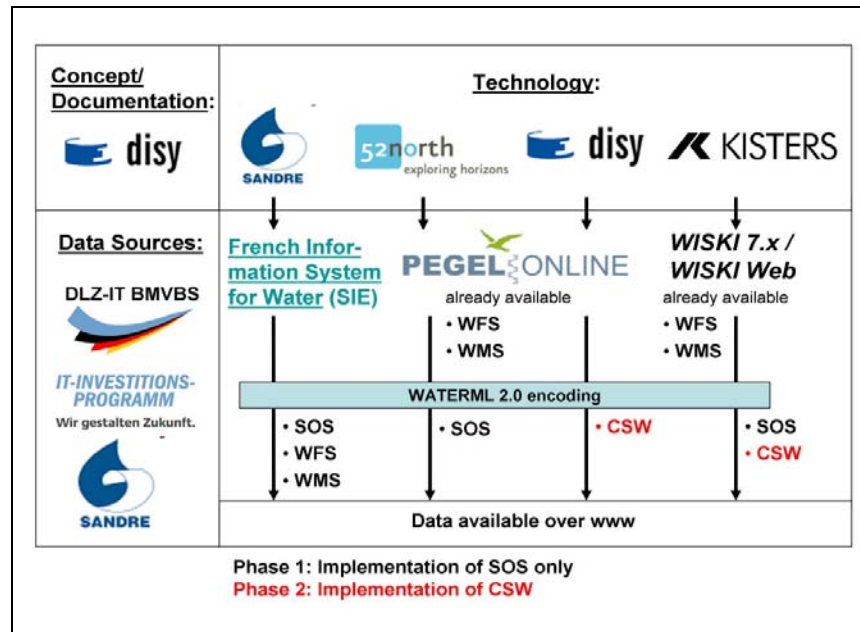 Concept/
Documentation:
disy
Technology:
SANDRE
52north
exploring horizons
disy
KISTERS
Data Sources:
DLZ-IT BMVBS
IT-INVESTITIONS-
PROGRAMM
Wir gestalten Zukunft.
SANDRE
French Infor-
mation System
for Water (SIE)
PEGELONLINE
already available
• WFS
• WMS
WISKI 7.x /
WISKI Web
already available
• WFS
• WMS
WATERML 2.0 encoding
• SOS
• WFS
• WMS
• SOS
• CSW
• SOS
• CSW
Data available over www
Phase 1: Implementation of SOS only
Phase 2: Implementation of CSW